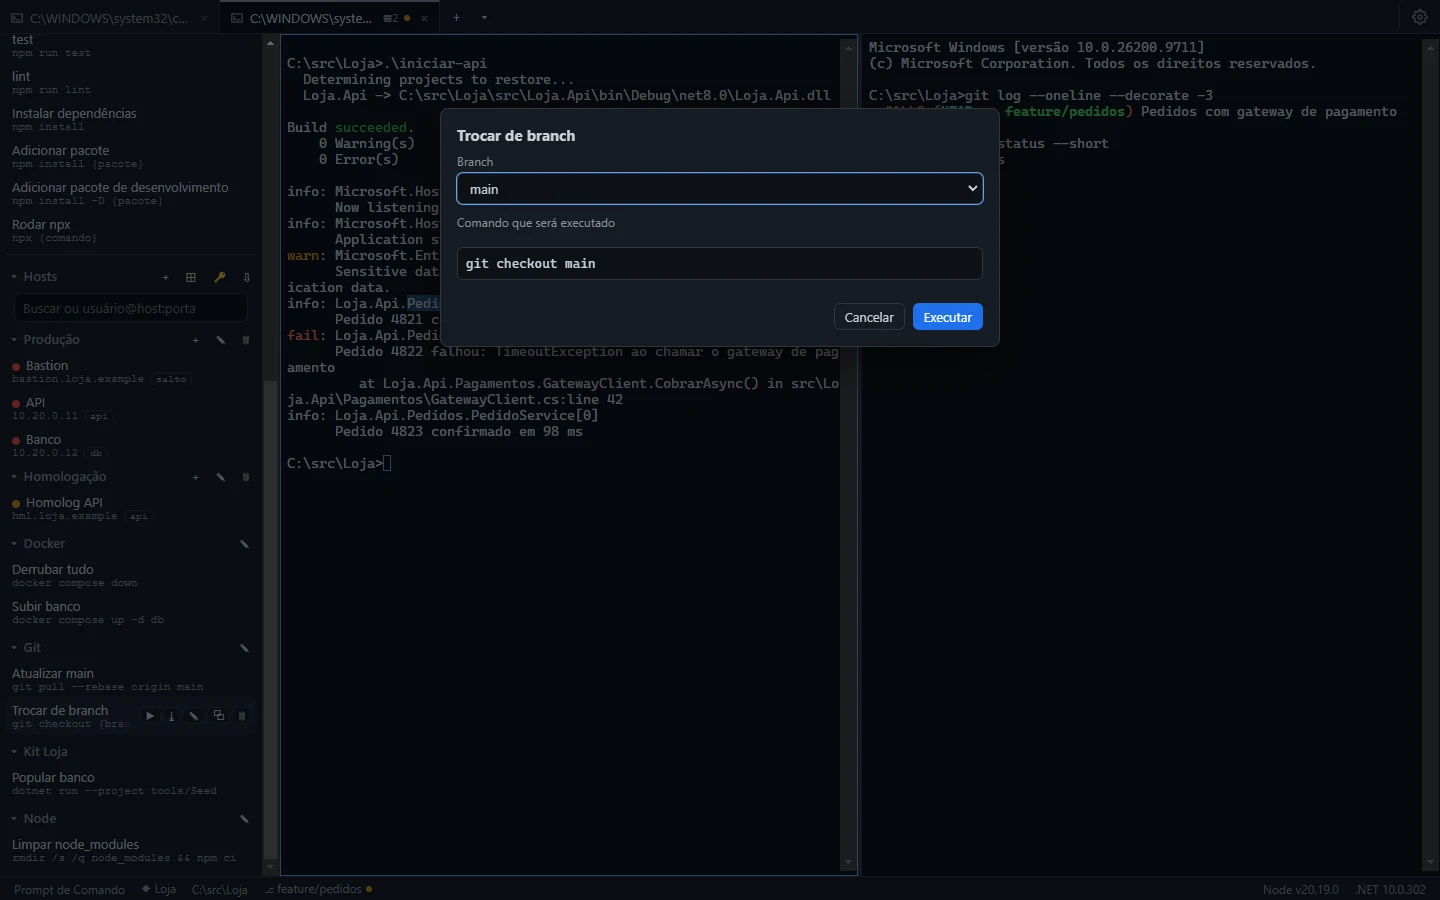 C:\WINDOWS\system32\c...
C:\WINDOWS\syste...
2
test
npm run test
lint
npm run lint
Instalar dependências
npm install
Adicionar pacote
npm install {pacote}
Adicionar pacote de desenvolvimento
npm install -D {pacote}
Rodar npx
npx {comando}
Hosts
Buscar ou usuário@host:porta
Produção
Bastion
bastion.loja.example salto
API
10.20.0.11 api
Banco
10.20.0.12 db
Homologação
Homolog API
hml.loja.example api
Docker
Derrubar tudo
docker compose down
Subir banco
docker compose up -d db
Git
Atualizar main
git pull --rebase origin main
Trocar de branch
git checkout {bran
Kit Loja
Popular banco
dotnet run --project tools/Seed
Node
Limpar node_modules
rmdir /s /q node_modules && npm ci
C:\src\Loja>.\iniciar-api
Determining projects to restore...
Loja.Api -> C:\src\Loja\src\Loja.Api\bin\Debug\net8.0\Loja.Api.dll
Build succeeded.
0 Warning(s)
0 Error(s)
info: Microsoft.Hos
Now listening
info: Microsoft.Hos
Application s
warn: Microsoft.Ent
Sensitive dat
ication data.
info: Loja.Api.Pedi
Pedido 4821 c
fail: Loja.Api.Pedi
Pedido 4822 falhou: TimeoutException ao chamar o gateway de pag
amento
at Loja.Api.Pagamentos.GatewayClient.CobrarAsync() in src\Lo
ja.Api\Pagamentos\GatewayClient.cs:line 42
info: Loja.Api.Pedidos.PedidoService[0]
Pedido 4823 confirmado em 98 ms
C:\src\Loja>
Trocar de branch
Branch
main
Comando que será executado
git checkout main
Cancelar
Executar
Microsoft Windows [versão 10.0.26200.9711]
(c) Microsoft Corporation. Todos os direitos reservados.
C:\src\Loja>git log --oneline --decorate -3
feature/pedidos) Pedidos com gateway de pagamento
status --short
s
Prompt de Comando
Loja
C:\src\Loja
feature/pedidos
Node v20.19.0
.NET 10.0.302